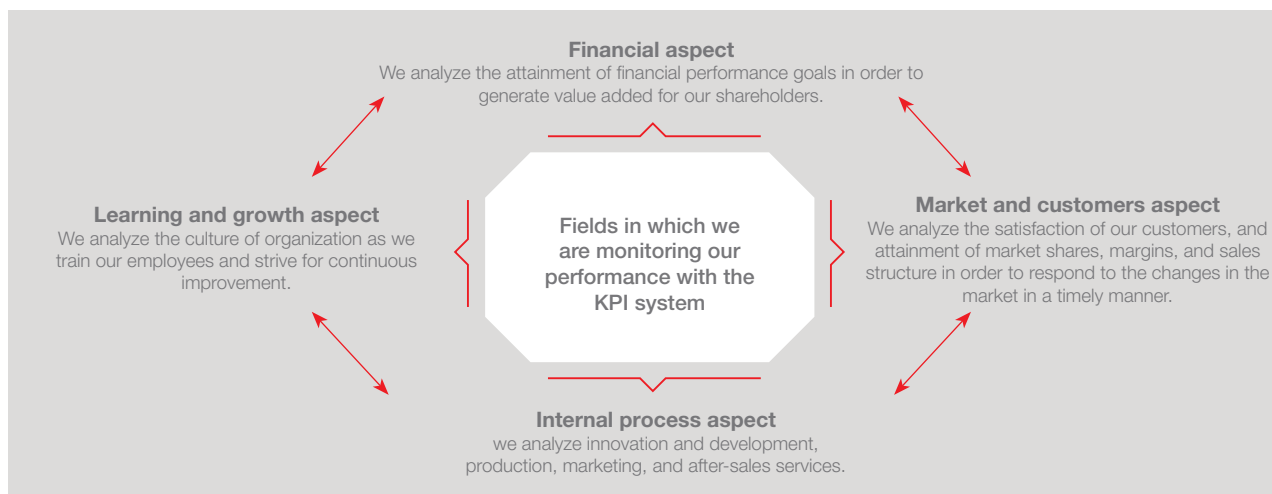 Financial aspect
We analyze the attainment of financial performance goals in order to
generate value added for our shareholders.
Learning and growth aspect
We analyze the culture of organization as we
train our employees and strive for continuous
improvement.
Fields in which we
are monitoring our
performance with the
KPI system
Market and customers aspect
We analyze the satisfaction of our customers, and
attainment of market shares, margins, and sales
structure in order to respond to the changes in the
market in a timely manner.
Internal process aspect
we analyze innovation and development,
production, marketing, and after-sales services.